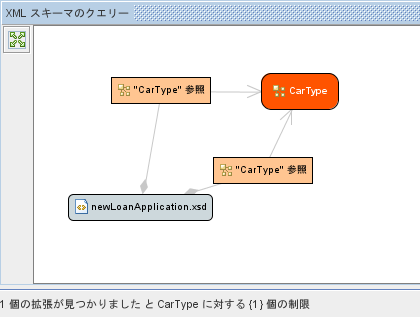 XML スキーマのクエリー
"CarType" 参照
CarType
"CarType" 参照
newLoanApplication.xsd
1 個の拡張が見つかりました と CarType に対する {1} 個の制限